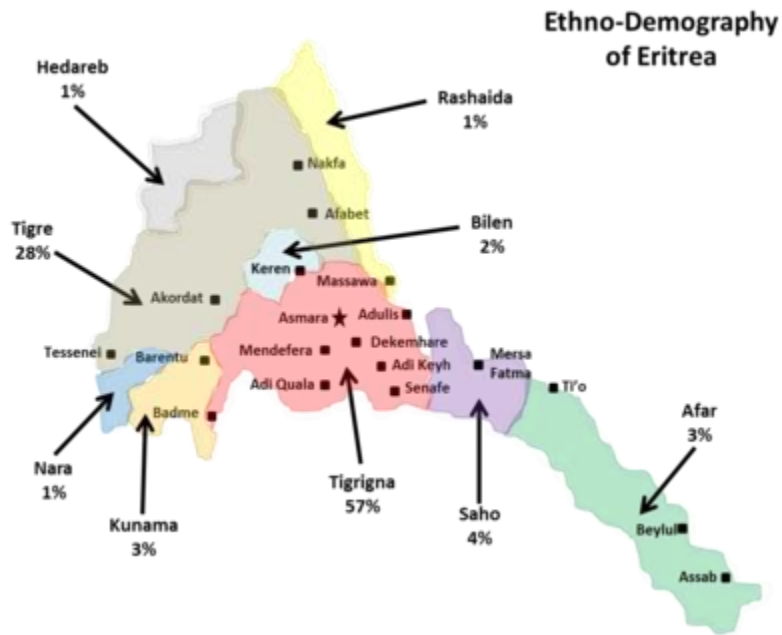 Ethno-Demography
of Eritrea
Hedareb
1%
Rashaida
1%
Nakfa
Afabet
Tigre
28%
Bilen
2%
Keren
Massawa
Akordat
Asmara
Adulis
Tessenei
Barentu
Mendefera
Dekemhare
Mersa
Fatma
Adi Keyh
Adi Quala
Senafe
Ti'o
Badme
Afar
3%
Nara
1%
Kunama
3%
Tigrigna
57%
Saho
4%
Beylul
Assab